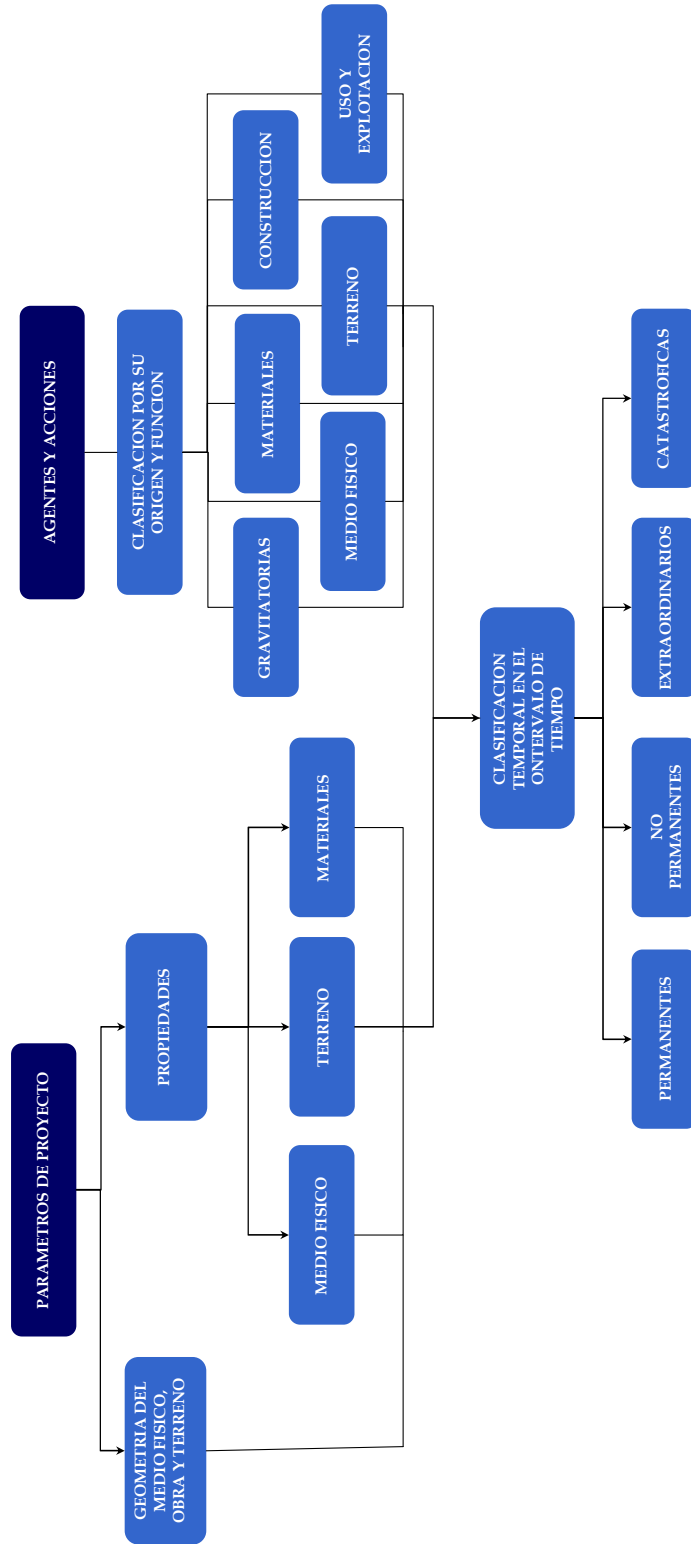 PARAMETROS DE PROYECTO
AGENTES Y ACCIONES
GEOMETRIA DEL
MEDIO FISICO,
OBRA Y TERRENO
PROPIEDADES
CLASIFICACION POR SU
ORIGEN Y FUNCION
MEDIO FISICO
TERRENO
MATERIALES
GRAVITATORIAS
MATERIALES
CONSTRUCCION
MEDIO FISICO
TERRENO
USO Y
EXPLOTACION
CLASIFICACION
TEMPORAL EN EL
ONTERVALO DE
TIEMPO
PERMANENTES
NO
PERMANENTES
EXTRAORDINARIOS
CATASTROFICAS